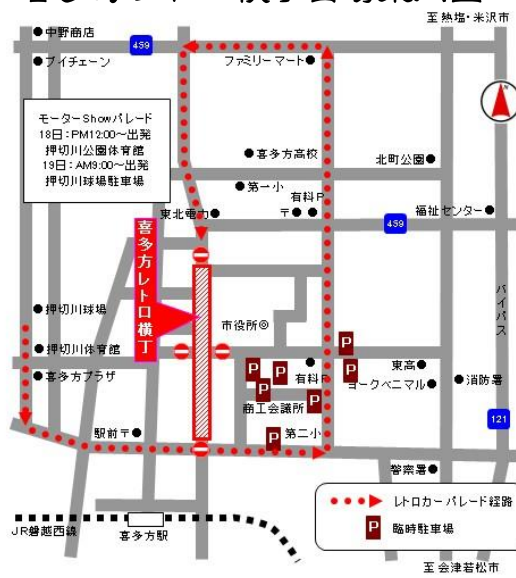 至熱塩・米沢市
中野商店
459
ブイチェーン
ファミリーマート
モーターShowパレード
18日:PM12:00~出発
押切川公園体育館
19日:AM9:00~出発
押切川球場駐車場
喜多方高校
北町公園
第一小
有料P
東北電力
〒
福祉センター
459
喜多方レトロ横丁
バイパス
押切川球場
市役所◎
押切川体育館
P
P
P
P
P
P
P
有料P
東高
ヨークベニマル
消防署
喜多方プラザ
商工会議所
121
駅前〒
第二小
警察署
レトロカーパレード経路
P 臨時駐車場
JR磐越西線
喜多方駅
至会津若松市